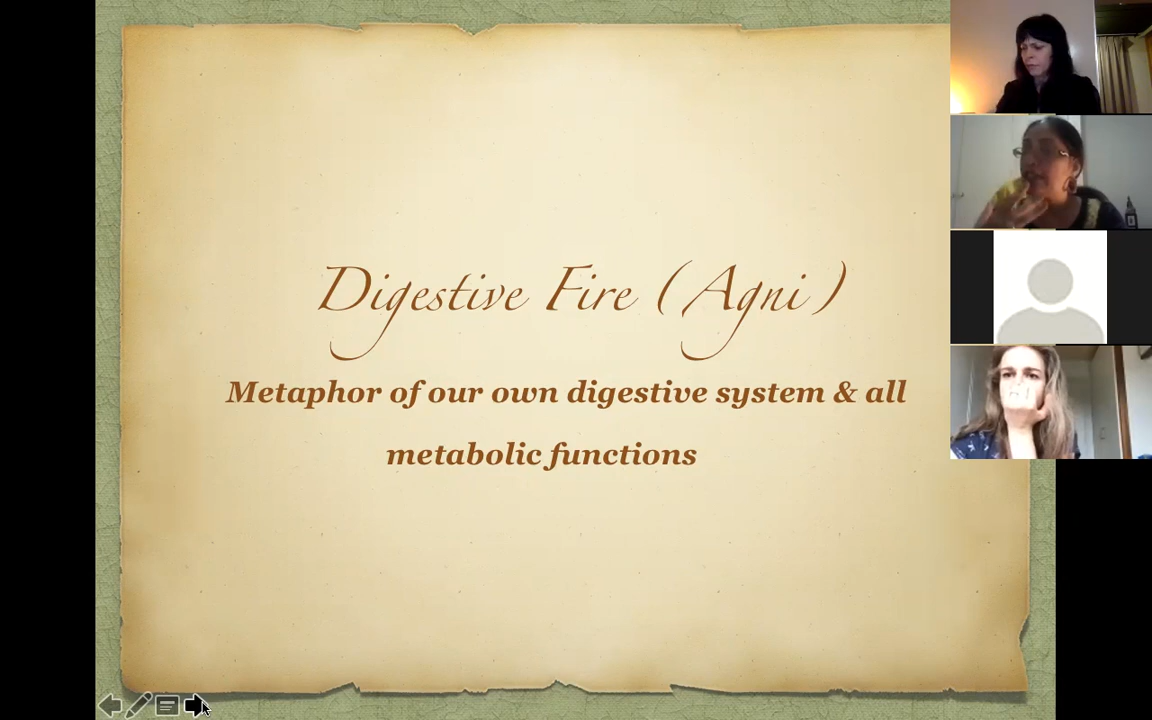 Digestive Fire (Agni)
Metaphor of our own digestive system & all
metabolic functions